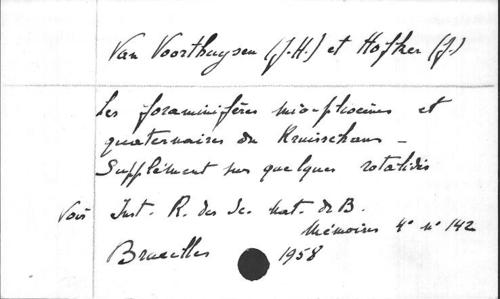 Van Voorthuysen (J.H.) et Hofker (J.)
Les foraminifères mio-pliocènes et
quaternaires du Kruisschans -
Supplément sur quelques rotalidés
Voir Inst. R. des Sc. nat. de B.
Mémoires 4° n° 142
Bruxelles 1958